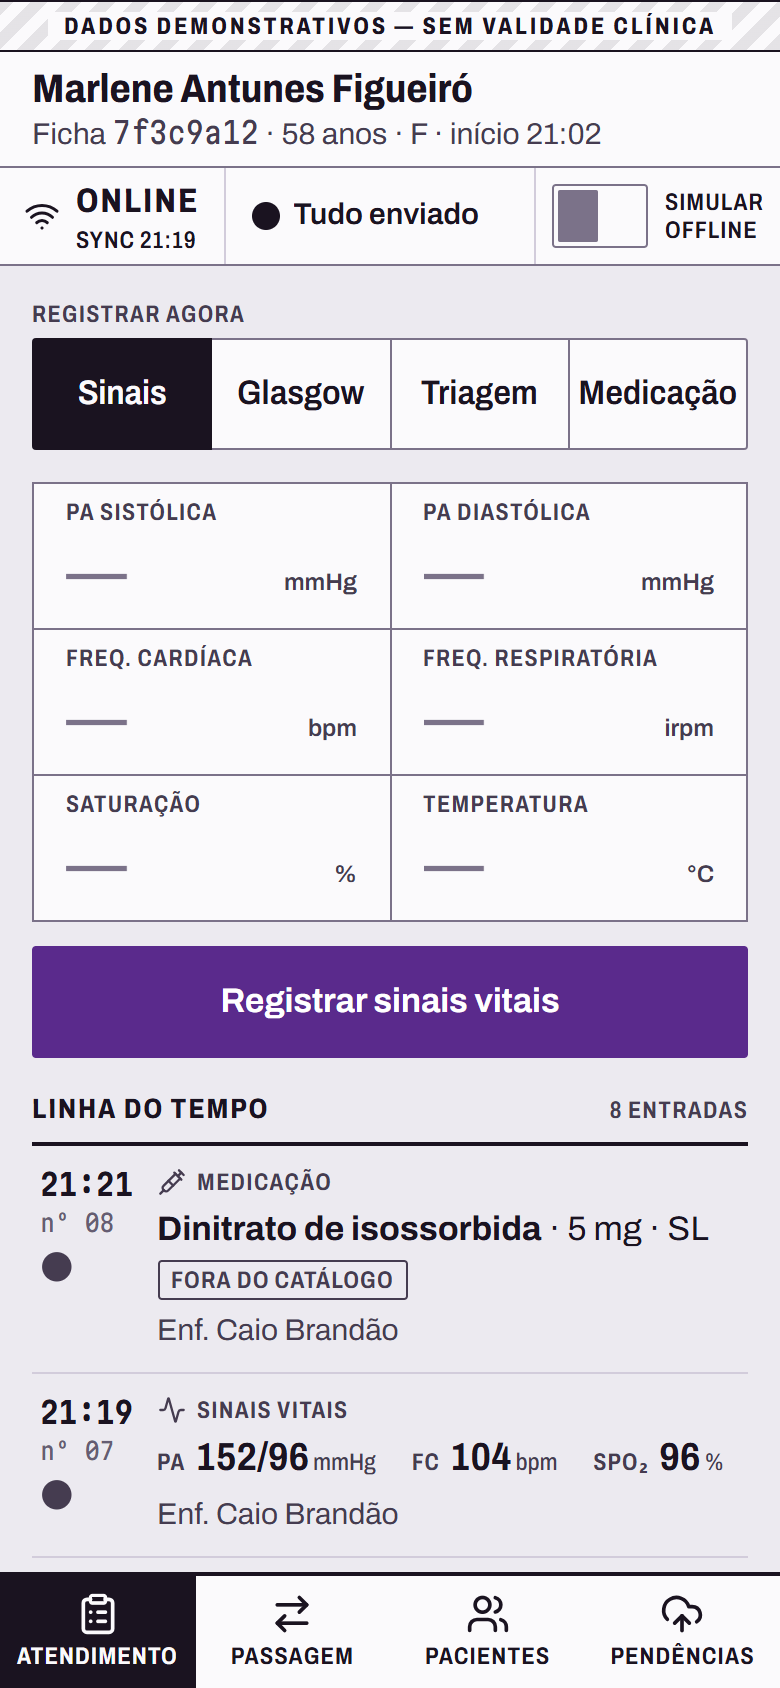 DADOS DEMONSTRATIVOS — SEM VALIDADE CLÍNICA
Marlene Antunes Figueiró
Ficha 7f3c9a12 · 58 anos · F · início 21:02
ONLINE
SYNC 21:19
Tudo enviado
SIMULAR
OFFLINE
REGISTRAR AGORA
Sinais Glasgow Triagem Medicação
PA SISTÓLICA PA DIASTÓLICA
— mmHg — mmHg
FREQ. CARDÍACA FREQ. RESPIRATÓRIA
— bpm — irpm
SATURAÇÃO TEMPERATURA
— % — °C
Registrar sinais vitais
LINHA DO TEMPO 8 ENTRADAS
21:21 MEDICAÇÃO
nº 08 Dinitrato de isossorbida · 5 mg · SL
FORA DO CATÁLOGO
Enf. Caio Brandão
21:19 SINAIS VITAIS
nº 07 PA 152/96 mmHg FC 104 bpm SPO₂ 96 %
Enf. Caio Brandão
ATENDIMENTO PASSAGEM PACIENTES PENDÊNCIAS